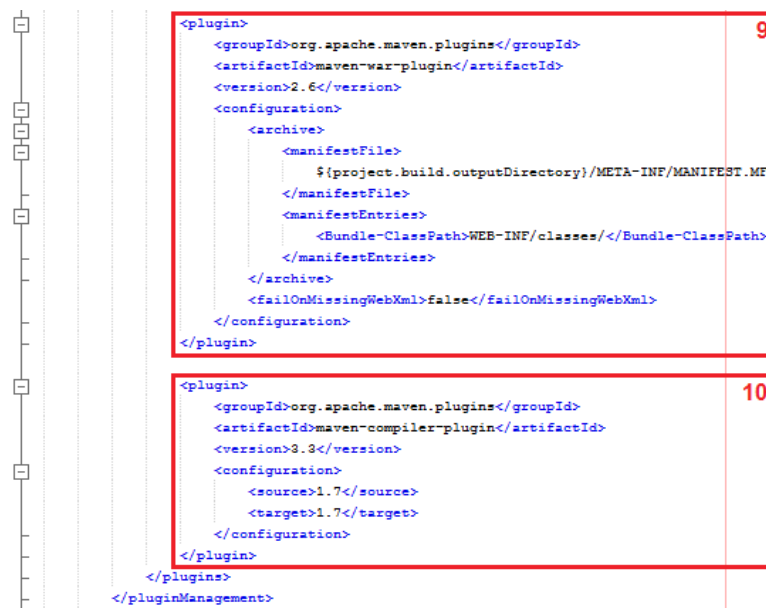 <plugin>
9
<groupId>org.apache.maven.plugins</groupId>
<artifactId>maven-war-plugin</artifactId>
<version>2.6</version>
<configuration>
<archive>
<manifestFile>
${project.build.outputDirectory}/META-INF/MANIFEST.MF
</manifestFile>
<manifestEntries>
<Bundle-ClassPath>WEB-INF/classes/</Bundle-ClassPath>
</manifestEntries>
</archive>
<failOnMissingWebXml>false</failOnMissingWebXml>
</configuration>
</plugin>
<plugin>
10
<groupId>org.apache.maven.plugins</groupId>
<artifactId>maven-compiler-plugin</artifactId>
<version>3.3</version>
<configuration>
<source>1.7</source>
<target>1.7</target>
</configuration>
</plugin>
</plugins>
</pluginManagement>